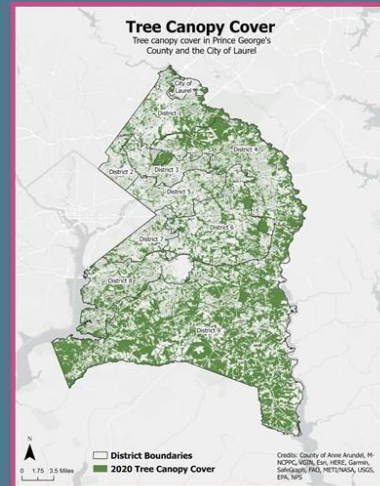 Tree Canopy Cover
Tree canopy cover in Prince George's
County and the City of Laurel
City of
Laurel
District 1
District 4
District 2
District 3
District 5
District 6
District 7
District 8
District 9
N
0 1.75 3.5 Miles
District Boundaries
2020 Tree Canopy Cover
Credits: County of Anne Arundel, M-
NCPPC, VGIN, Esri, HERE, Garmin,
SafeGraph, FAO, METI/NASA, USGS,
EPA, NPS